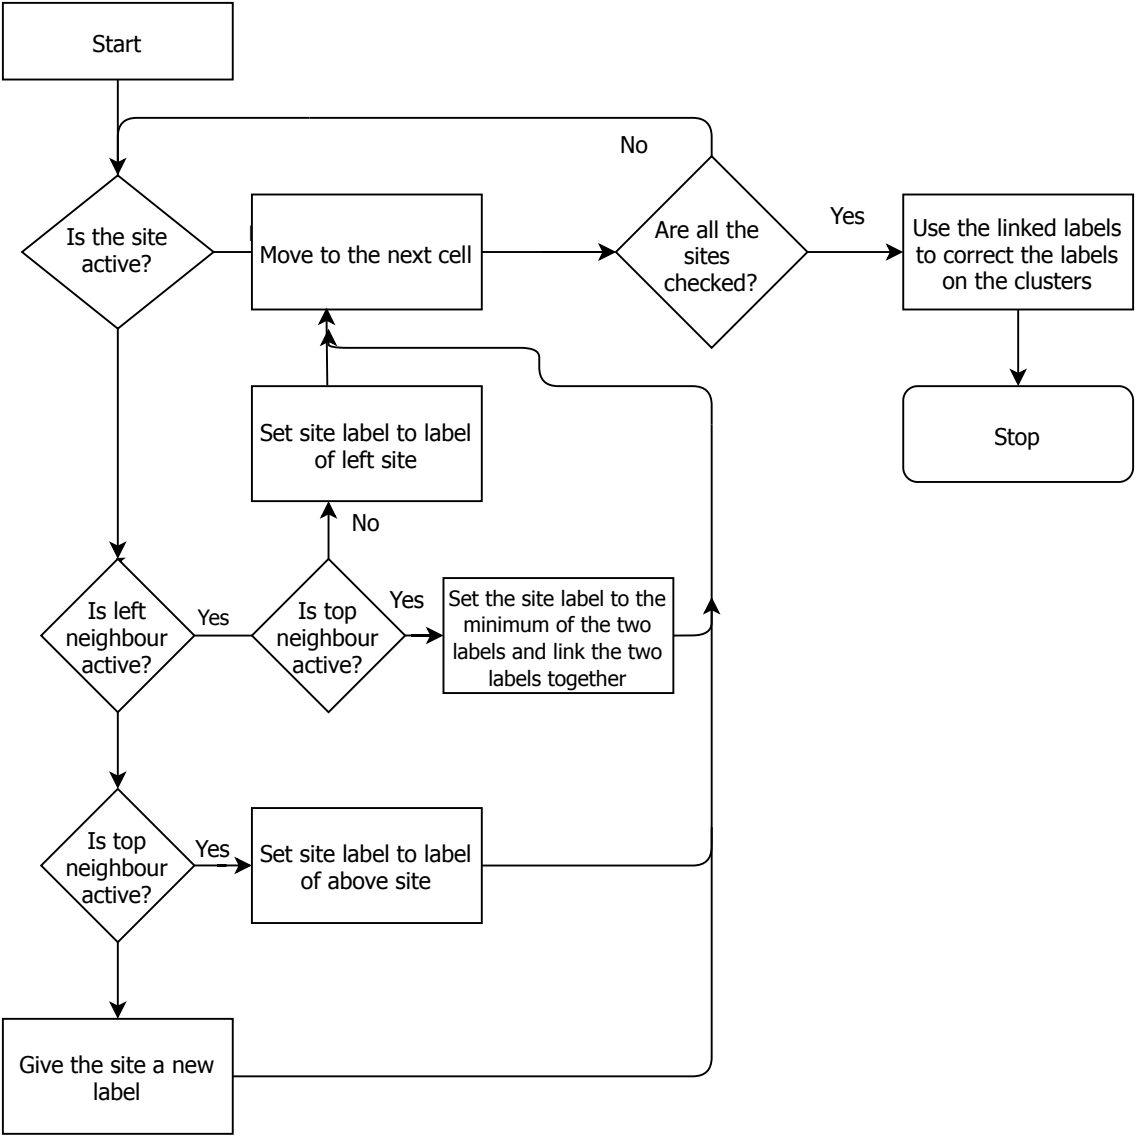 Start
No
Is the site
active?
Move to the next cell
Are all the
sites
checked?
Yes
Use the linked labels
to correct the labels
on the clusters
Set site label to label
of left site
Stop
No
Is left
neighbour
active?
Yes
Is top
neighbour
active?
Yes
Set the site label to the
minimum of the two
labels and link the two
labels together
Is top
neighbour
active?
Yes
Set site label to label
of above site
Give the site a new
label